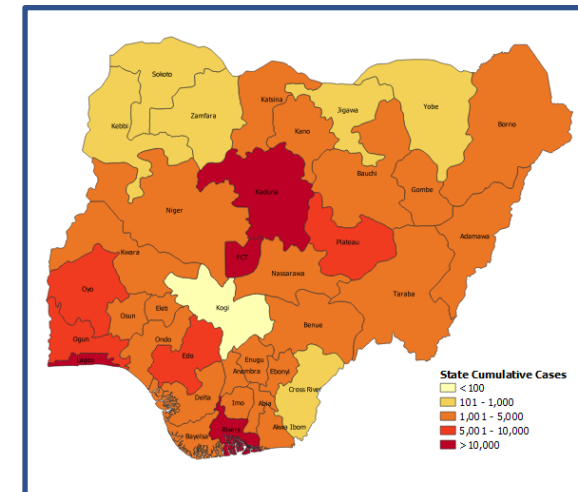 Sokoto
Katsina
Jigawa
Yobe
Borno
Kebbi
Zamfara
Kano
Bauchi
Gombe
Kaduna
Niger
Adamawa
Plateau
Kwara
FCT
Nassarawa
Taraba
Oyo
Kogi
Osun
Ekiti
Benue
Ogun
Ondo
Edo
Lagos
Enugu
Anambra
Ebonyi
Cross River
Delta
Imo
Abia
Bayelsa
Rivers
Akwa Ibom
State Cumulative Cases
<100
101 - 1,000
1,001 - 5,000
5,001 - 10,000
>10,000